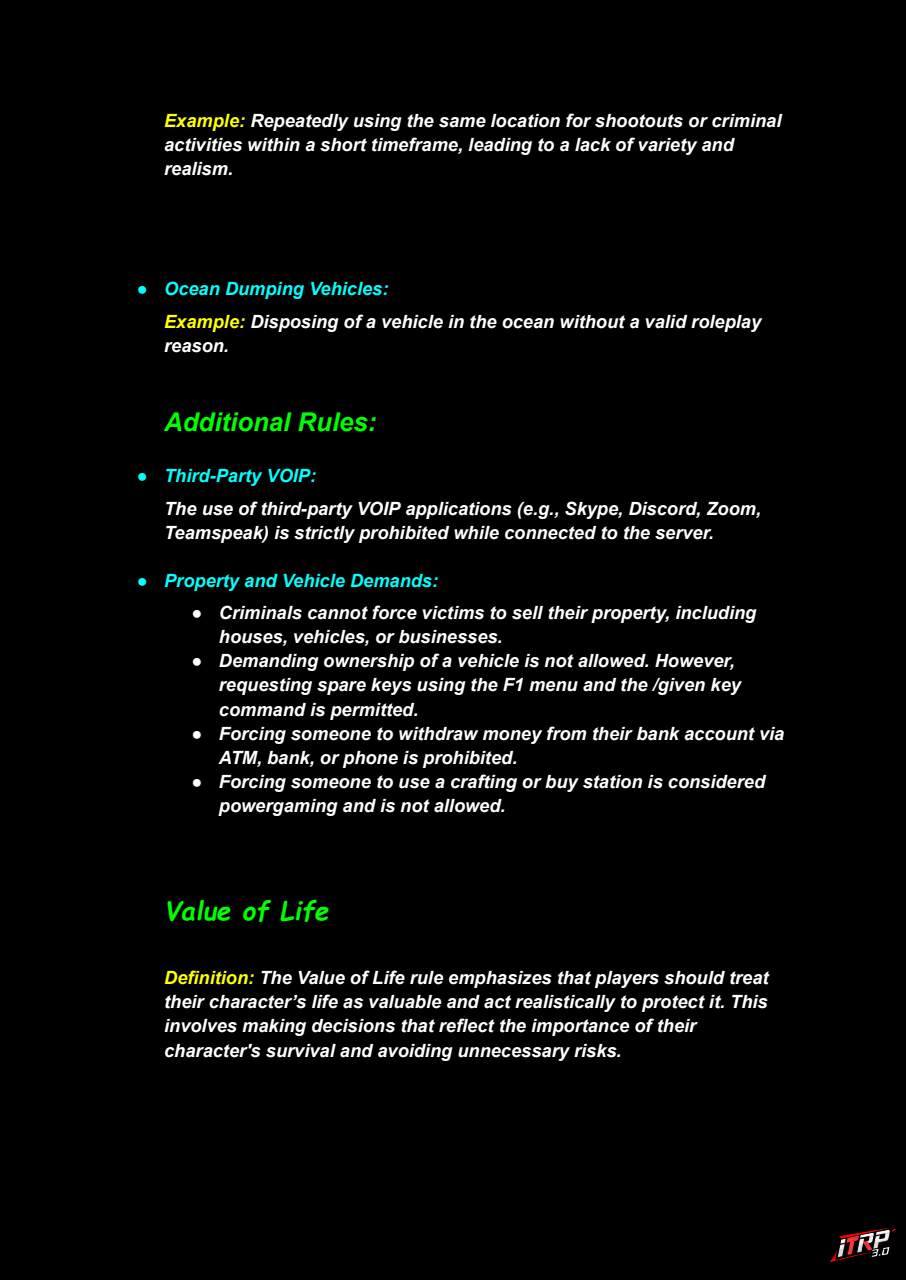 Example: Repeatedly using the same location for shootouts or criminal
activities within a short timeframe, leading to a lack of variety and
realism.
● Ocean Dumping Vehicles:
Example: Disposing of a vehicle in the ocean without a valid roleplay
reason.
Additional Rules:
● Third-Party VOIP:
The use of third-party VOIP applications (e.g., Skype, Discord, Zoom,
Teamspeak) is strictly prohibited while connected to the server.
● Property and Vehicle Demands:
● Criminals cannot force victims to sell their property, including
houses, vehicles, or businesses.
● Demanding ownership of a vehicle is not allowed. However,
requesting spare keys using the F1 menu and the /given key
command is permitted.
● Forcing someone to withdraw money from their bank account via
ATM, bank, or phone is prohibited.
● Forcing someone to use a crafting or buy station is considered
powergaming and is not allowed.
Value of Life
Definition: The Value of Life rule emphasizes that players should treat
their character’s life as valuable and act realistically to protect it. This
involves making decisions that reflect the importance of their
character's survival and avoiding unnecessary risks.
iTRP
3.0